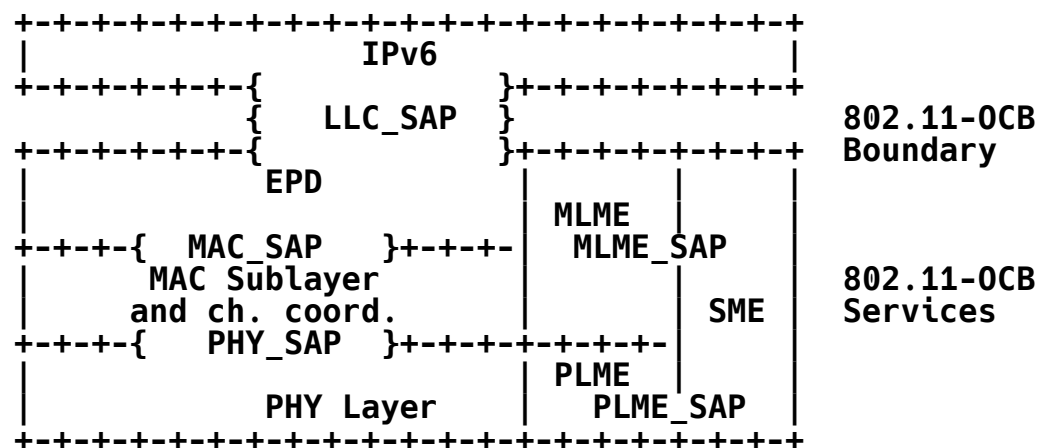 +-+-+-+-+-+-+-+-+-+-+-+-+-+-+-+-+-+-+-+-+
|                 IPv6                  |
+-+-+-+-+-+-{            }+-+-+-+-+-+-+-+
            {   LLC_SAP  }                 802.11-OCB
+-+-+-+-+-+-{            }+-+-+-+-+-+-+-+  Boundary
|            EPD          |       |     |
|                         | MLME  |     |
+-+-+-{  MAC_SAP   }+-+-+-|  MLME_SAP   |
|      MAC Sublayer       |       |     |  802.11-OCB
|     and ch. coord.      |       | SME |  Services
+-+-+-{   PHY_SAP  }+-+-+-+-+-+-+-|     |
|                         | PLME  |     |
|            PHY Layer    |   PLME_SAP  |
+-+-+-+-+-+-+-+-+-+-+-+-+-+-+-+-+-+-+-+-+